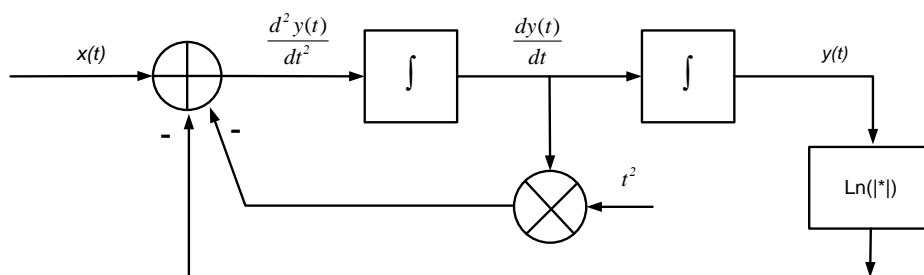 x(t)
d²y(t)/dt²
∫
dy(t)/dt
∫
y(t)
-
-
t²
Ln(|*|)